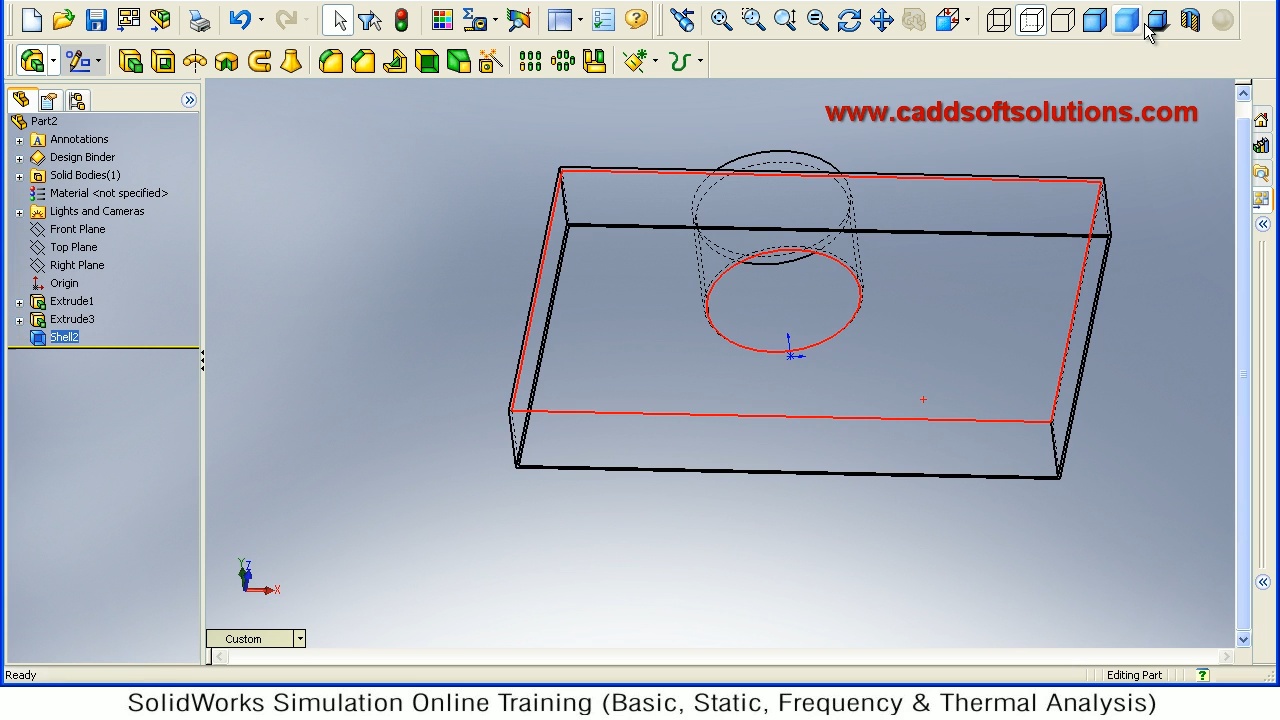 www.caddsoftsolutions.com
Part2
Annotations
Design Binder
Solid Bodies(1)
Material <not specified>
Lights and Cameras
Front Plane
Top Plane
Right Plane
Origin
Extrude1
Extrude3
Shell2
Y
Z
X
Custom
Ready
Editing Part
SolidWorks Simulation Online Training (Basic, Static, Frequency & Thermal Analysis)